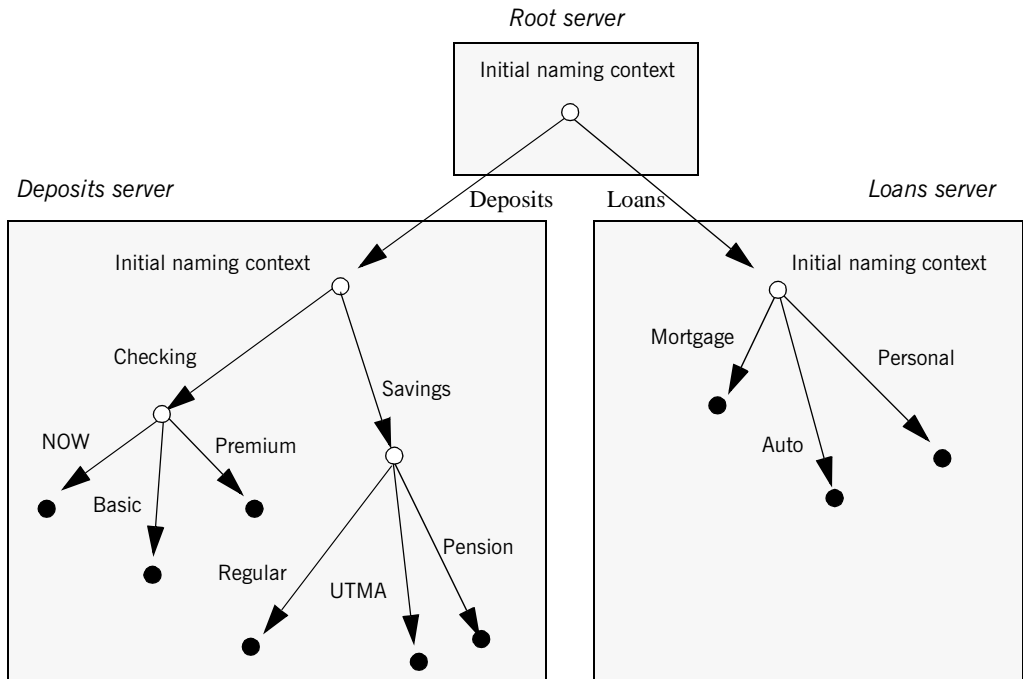 Root server
Initial naming context
Deposits server
Deposits
Loans
Loans server
Initial naming context
Initial naming context
Mortgage
Checking
Personal
Savings
NOW
Premium
Auto
Basic
Pension
Regular
UTMA